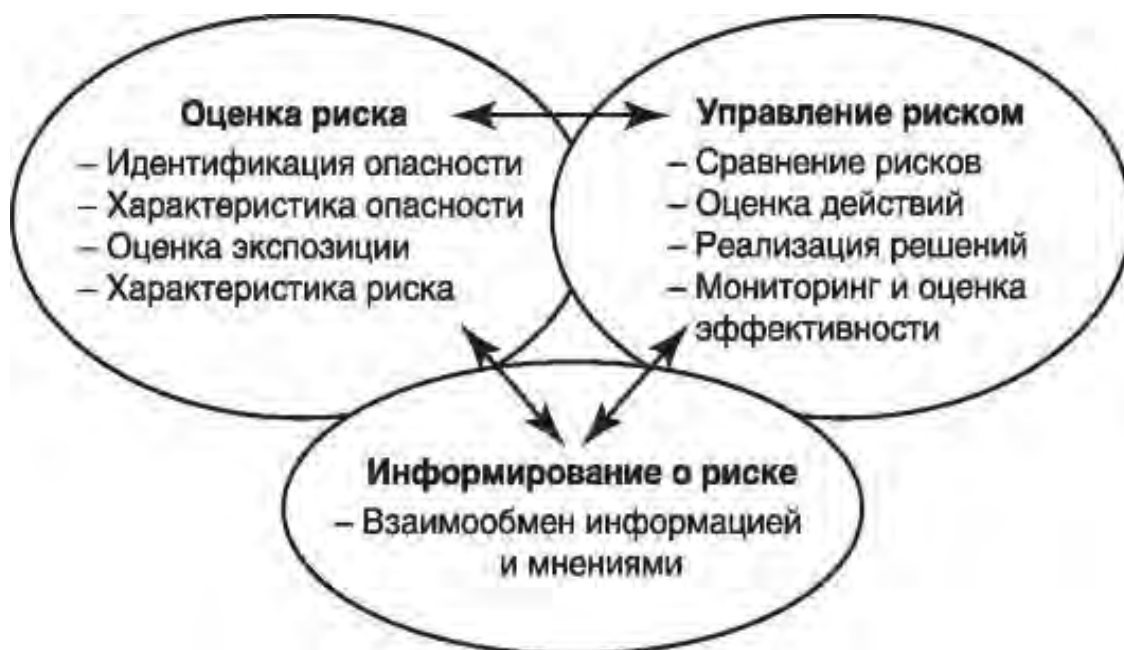 Оценка риска
– Идентификация опасности
– Характеристика опасности
– Оценка экспозиции
– Характеристика риска
Управление риском
– Сравнение рисков
– Оценка действий
– Реализация решений
– Мониторинг и оценка
эффективности
Информирование о риске
– Взаимообмен информацией
и мнениями